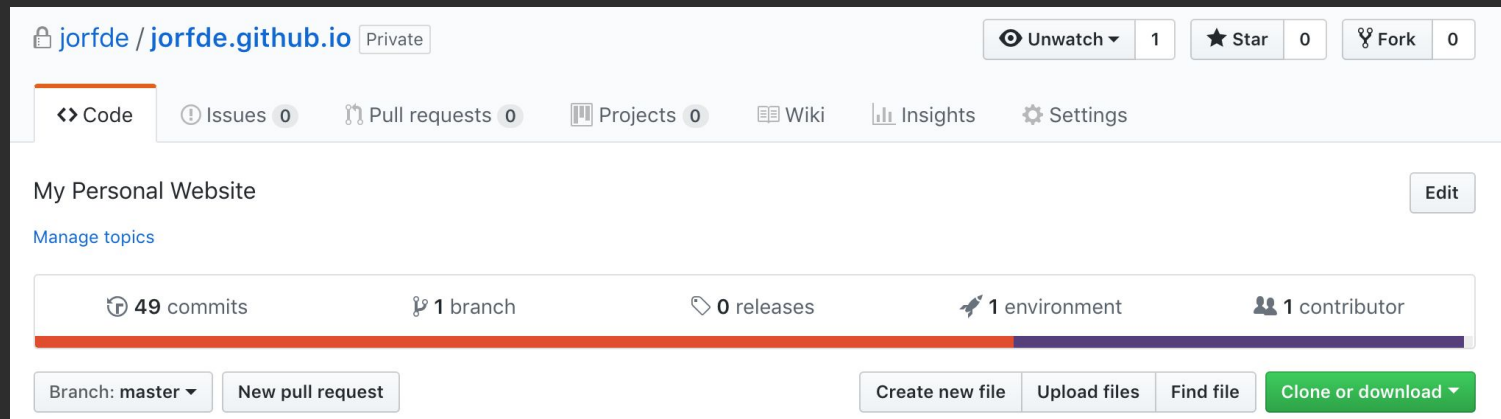 jorfde / jorfde.github.io Private Unwatch 1 Star 0 Fork 0
Code Issues 0 Pull requests 0 Projects 0 Wiki Insights Settings
My Personal Website Edit
Manage topics
49 commits 1 branch 0 releases 1 environment 1 contributor
Branch: master New pull request Create new file Upload files Find file Clone or download